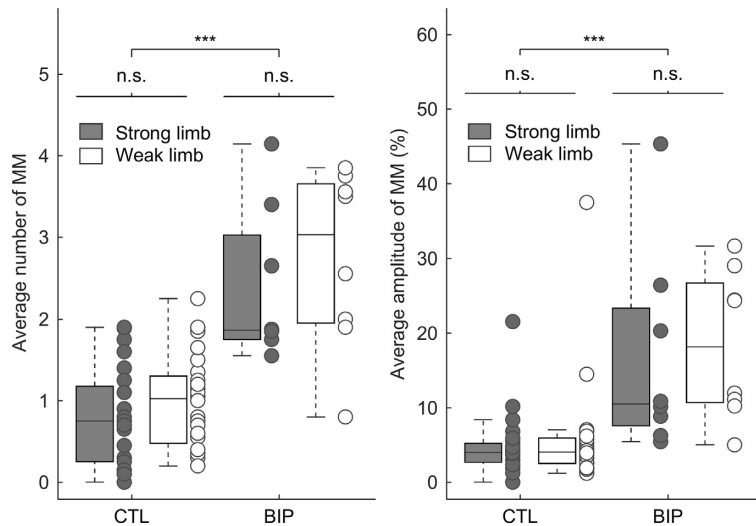 ***
n.s.
n.s.
Strong limb
Weak limb
Average number of MM
5
4
3
2
1
0
CTL
BIP
***
n.s.
n.s.
Strong limb
Weak limb
Average amplitude of MM (%)
60
50
40
30
20
10
0
CTL
BIP